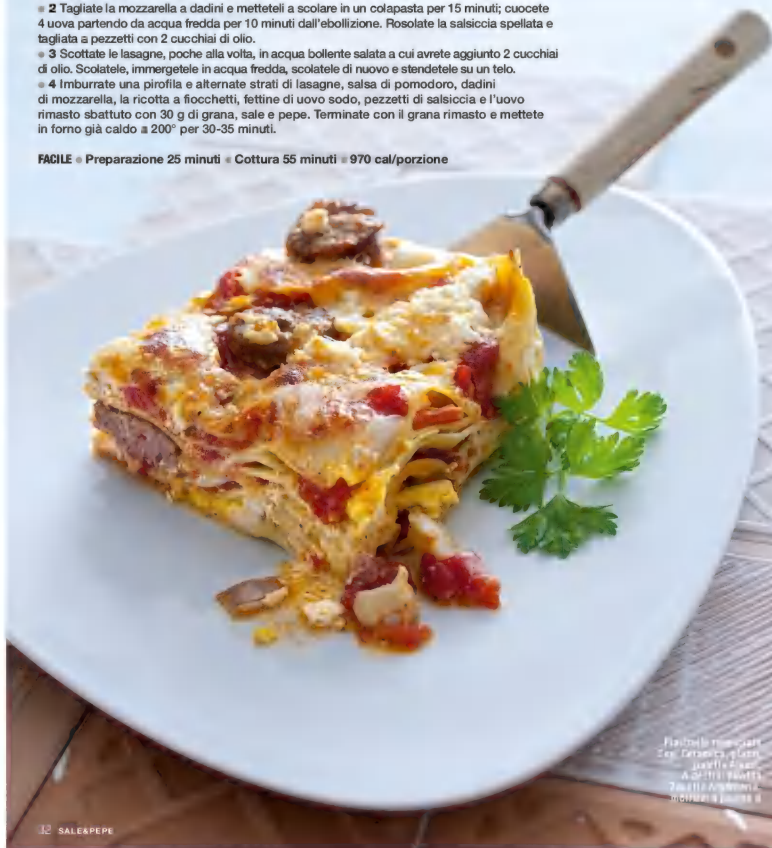 • 2 Tagliate la mozzarella a dadini e metteteli a scolare in un colapasta per 15 minuti; cuocete
4 uova partendo da acqua fredda per 10 minuti dall'ebollizione. Rosolate la salsiccia spellata e
tagliata a pezzetti con 2 cucchiai di olio.
• 3 Scottate le lasagne, poche alla volta, in acqua bollente salata a cui avrete aggiunto 2 cucchiai
di olio. Scolatele, immergetele in acqua fredda, scolatele di nuovo e stendetele su un telo.
• 4 Imburrate una pirofila e alternate strati di lasagne, salsa di pomodoro, dadini
di mozzarella, la ricotta a fiocchetti, fettine di uovo sodo, pezzetti di salsiccia e l'uovo
rimasto sbattuto con 30 g di grana, sale e pepe. Terminate con il grana rimasto e mettete
in forno già caldo a 200° per 30-35 minuti.
FACILE • Preparazione 25 minuti • Cottura 55 minuti • 970 cal/porzione
32 SALE&PEPE